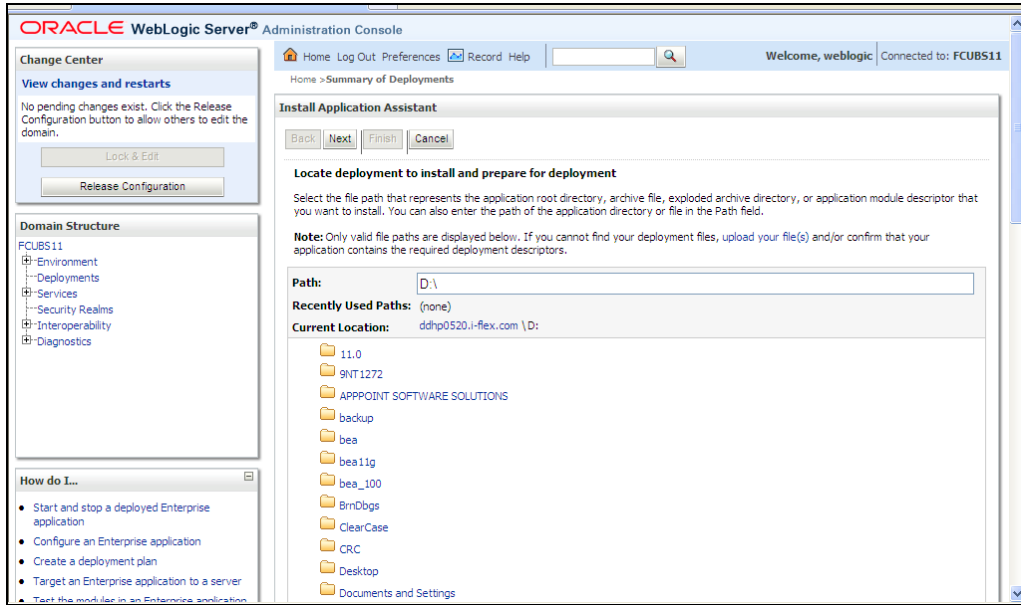 ORACLE WebLogic Server® Administration Console
Change Center
View changes and restarts
No pending changes exist. Click the Release
Configuration button to allow others to edit the
domain.
Lock & Edit
Release Configuration
Domain Structure
FCUBS11
Environment
Deployments
Services
Security Realms
Interoperability
Diagnostics
How do I...
Start and stop a deployed Enterprise
application
Configure an Enterprise application
Create a deployment plan
Target an Enterprise application to a server
Test the modules in an Enterprise application
Home Log Out Preferences Record Help
Welcome, weblogic Connected to: FCUBS11
Home >Summary of Deployments
Install Application Assistant
Back Next Finish Cancel
Locate deployment to install and prepare for deployment
Select the file path that represents the application root directory, archive file, exploded archive directory, or application module descriptor that
you want to install. You can also enter the path of the application directory or file in the Path field.
Note: Only valid file paths are displayed below. If you cannot find your deployment files, upload your file(s) and/or confirm that your
application contains the required deployment descriptors.
Path: D:\
Recently Used Paths: (none)
Current Location: ddhp0520.i-flex.com \D:
11.0
9NT1272
APPPOINT SOFTWARE SOLUTIONS
backup
bea
bea11g
bea_100
BrnDbgs
ClearCase
CRC
Desktop
Documents and Settings